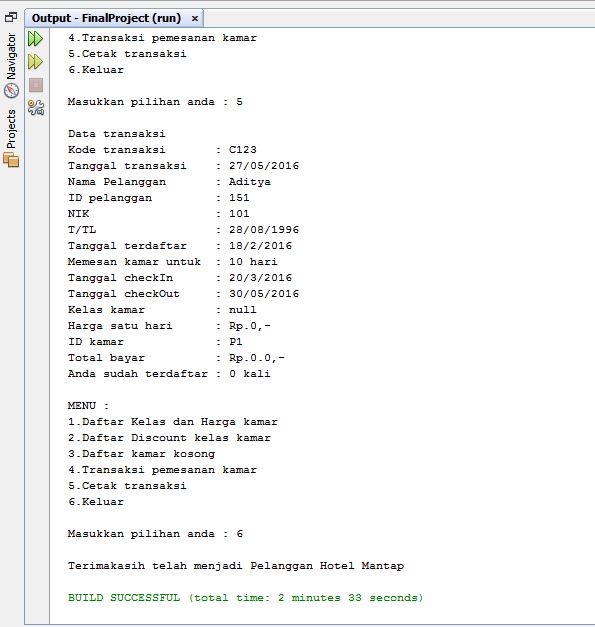 Output - FinalProject (run) ×
Navigator
Projects
4.Transaksi pemesanan kamar
5.Cetak transaksi
6.Keluar
Masukkan pilihan anda : 5
Data transaksi
Kode transaksi : C123
Tanggal transaksi : 27/05/2016
Nama Pelanggan : Aditya
ID pelanggan : 151
NIK : 101
T/TL : 28/08/1996
Tanggal terdaftar : 18/2/2016
Memesan kamar untuk : 10 hari
Tanggal checkIn : 20/3/2016
Tanggal checkOut : 30/05/2016
Kelas kamar : null
Harga satu hari : Rp.0,-
ID kamar : P1
Total bayar : Rp.0.0,-
Anda sudah terdaftar : 0 kali
MENU :
1.Daftar Kelas dan Harga kamar
2.Daftar Discount kelas kamar
3.Daftar kamar kosong
4.Transaksi pemesanan kamar
5.Cetak transaksi
6.Keluar
Masukkan pilihan anda : 6
Terimakasih telah menjadi Pelanggan Hotel Mantap
BUILD SUCCESSFUL (total time: 2 minutes 33 seconds)